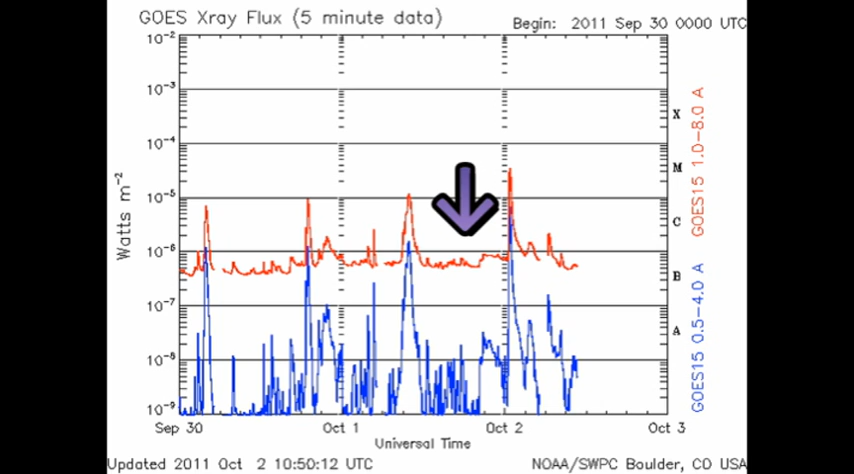 GOES Xray Flux (5 minute data)
Begin: 2011 Sep 30 0000 UTC
10-2
10-3
10-4
10-5
10-6
10-7
10-8
10-9
Watts m-2
X
M
C
B
A
GOES15 1.0-8.0 A
GOES15 0.5-4.0 A
Sep 30
Oct 1
Oct 2
Oct 3
Universal Time
Updated 2011 Oct 2 10:50:12 UTC
NOAA/SWPC Boulder, CO USA